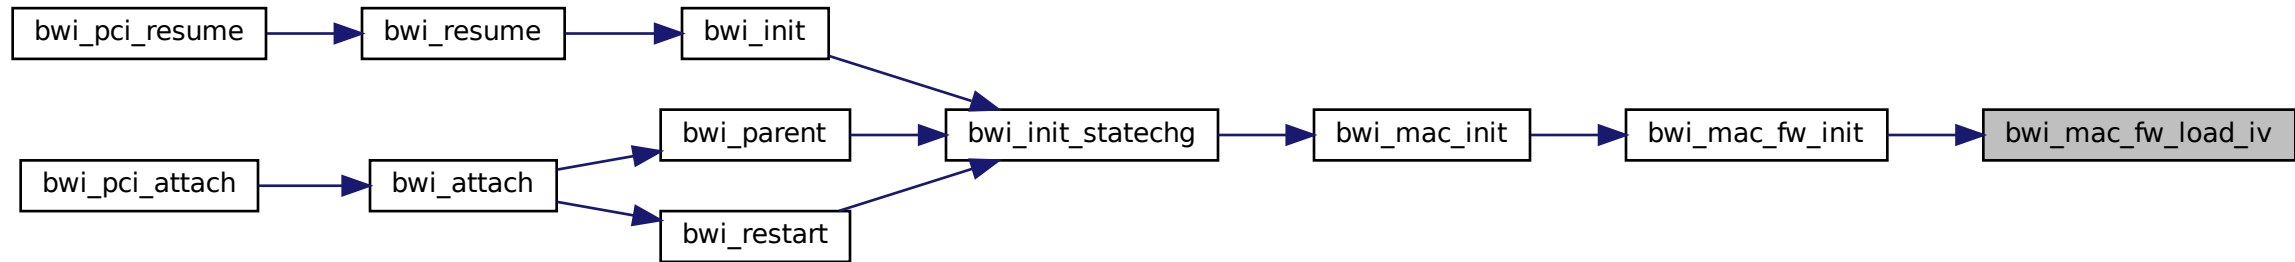 bwi_pci_resume
bwi_resume
bwi_init
bwi_parent
bwi_init_statechg
bwi_mac_init
bwi_mac_fw_init
bwi_mac_fw_load_iv
bwi_pci_attach
bwi_attach
bwi_restart